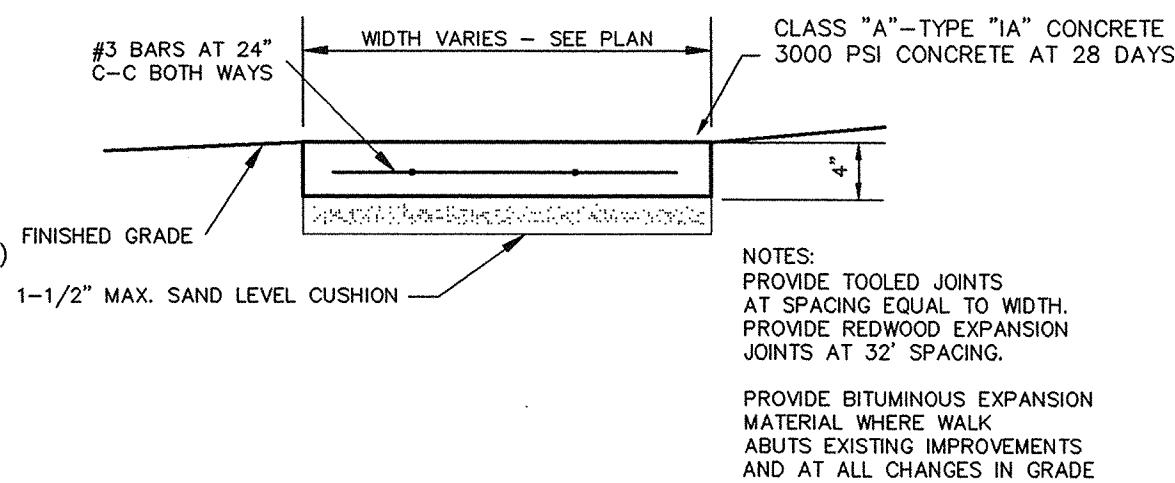 #3 BARS AT 24"
C-C BOTH WAYS
WIDTH VARIES - SEE PLAN
CLASS "A"-TYPE "IA" CONCRETE
3000 PSI CONCRETE AT 28 DAYS
4"
FINISHED GRADE
)
1-1/2" MAX. SAND LEVEL CUSHION
NOTES:
PROVIDE TOOLED JOINTS
AT SPACING EQUAL TO WIDTH.
PROVIDE REDWOOD EXPANSION
JOINTS AT 32' SPACING.
PROVIDE BITUMINOUS EXPANSION
MATERIAL WHERE WALK
ABUTS EXISTING IMPROVEMENTS
AND AT ALL CHANGES IN GRADE